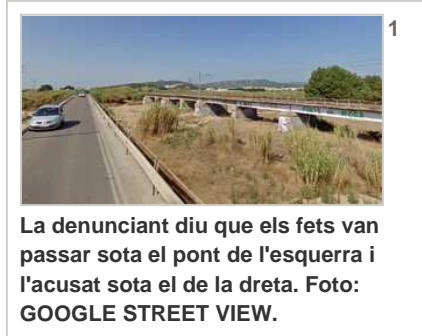 1
La denunciant diu que els fets van
passar sota el pont de l'esquerra i
l'acusat sota el de la dreta. Foto:
GOOGLE STREET VIEW.